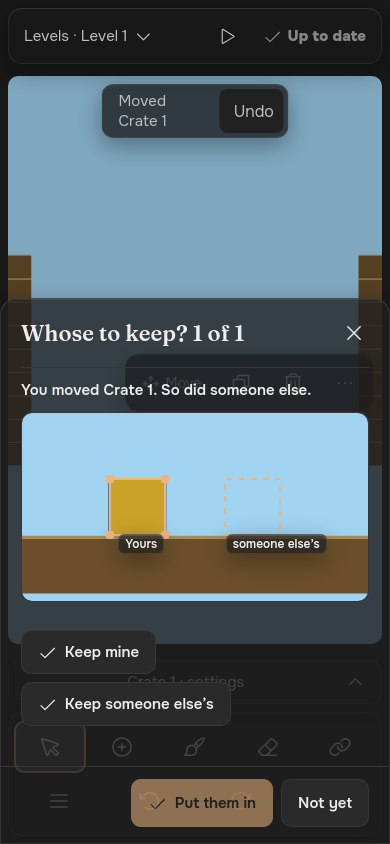 Levels · Level 1
Up to date
Moved
Crate 1
Undo
Whose to keep? 1 of 1
Move
You moved Crate 1. So did someone else.
Yours
someone else's
Keep mine
Crate 1 · settings
Keep someone else’s
Put them in
Not yet